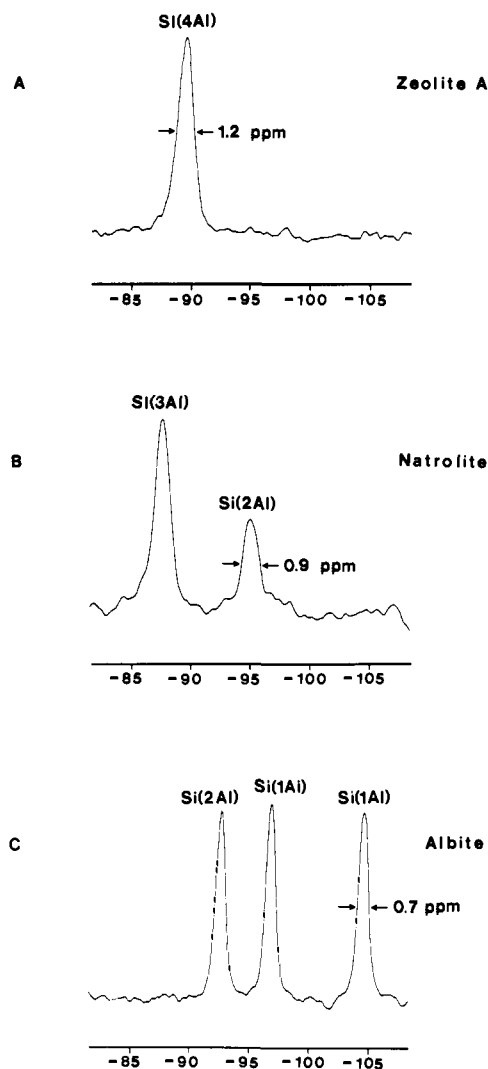 SI(4Al)
A
Zeolite A
1.2 ppm
-85 -90 -95 -100 -105
SI(3Al)
B
Natrolite
Si(2Al)
0.9 ppm
-85 -90 -95 -100 -105
Si(2Al) Si(1Ai) Si(1Al)
C
Albite
0.7 ppm
-85 -90 -95 -100 -105